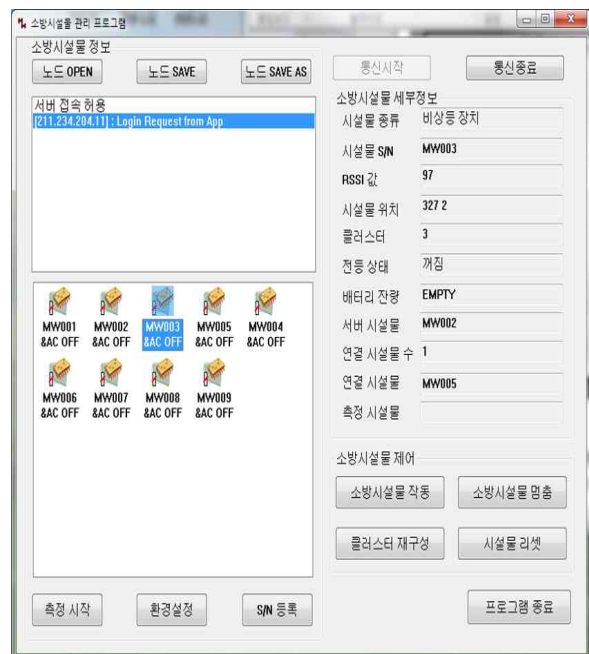 소방시설물 관리 프로그램
소방시설물 정보
노드 OPEN 노드 SAVE 노드 SAVE AS
서버 접속 허용
[211.234.204.11] : Login Request from App
MW001 &AC OFF
MW002 &AC OFF
MW003 &AC OFF
MW005 &AC OFF
MW004 &AC OFF
MW006 &AC OFF
MW007 &AC OFF
MW008 &AC OFF
MW009 &AC OFF
측정 시작 환경설정 S/N 등록
통신시작 통신종료
소방시설물 세부정보
시설물 종류 비상등 장치
시설물 S/N MW003
RSSI 값 97
시설물 위치 327 2
클러스터 3
전등 상태 꺼짐
배터리 잔량 EMPTY
서버 시설물 MW002
연결 시설물 수 1
연결 시설물 MW005
측정 시설물
소방시설물 제어
소방시설물 작동 소방시설물 멈춤
클러스터 재구성 시설물 리셋
프로그램 종료